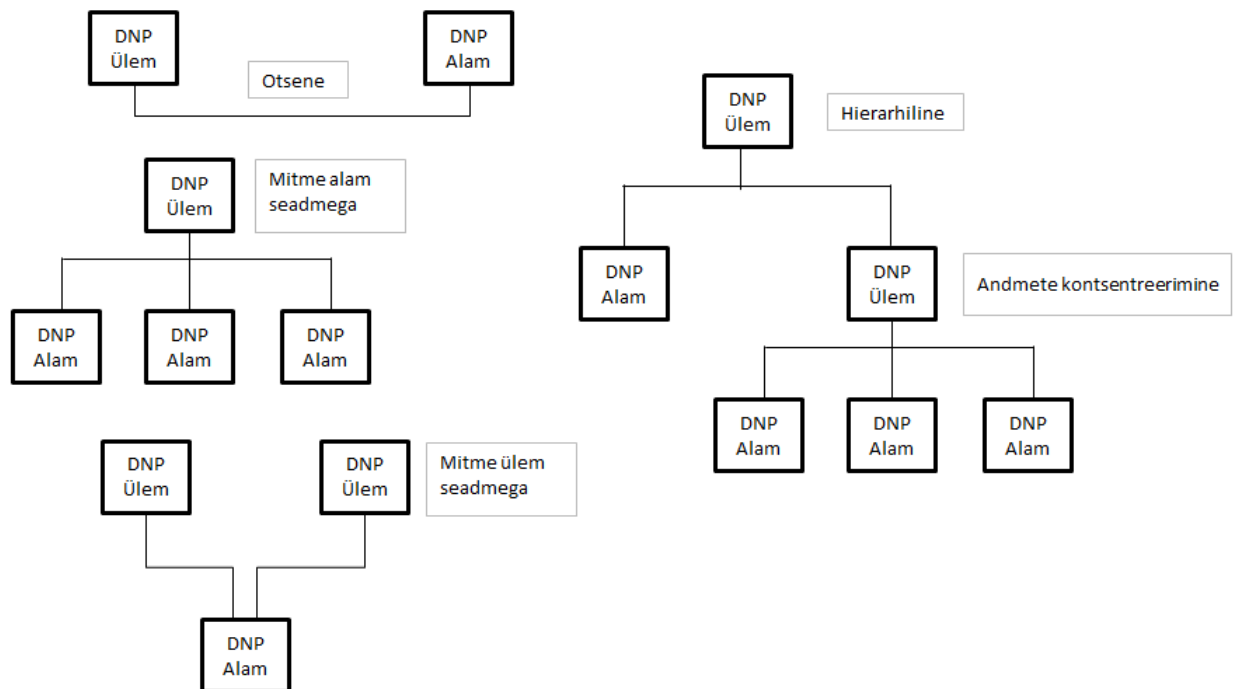 DNP
Ülem
DNP
Alam
Otsene
DNP
Ülem
Mitme alam
seadmega
DNP
Alam
DNP
Alam
DNP
Alam
DNP
Ülem
DNP
Ülem
Mitme ülem
seadmega
DNP
Alam
DNP
Ülem
Hierarhiline
DNP
Alam
DNP
Ülem
Andmete kontsentreerimine
DNP
Alam
DNP
Alam
DNP
Alam